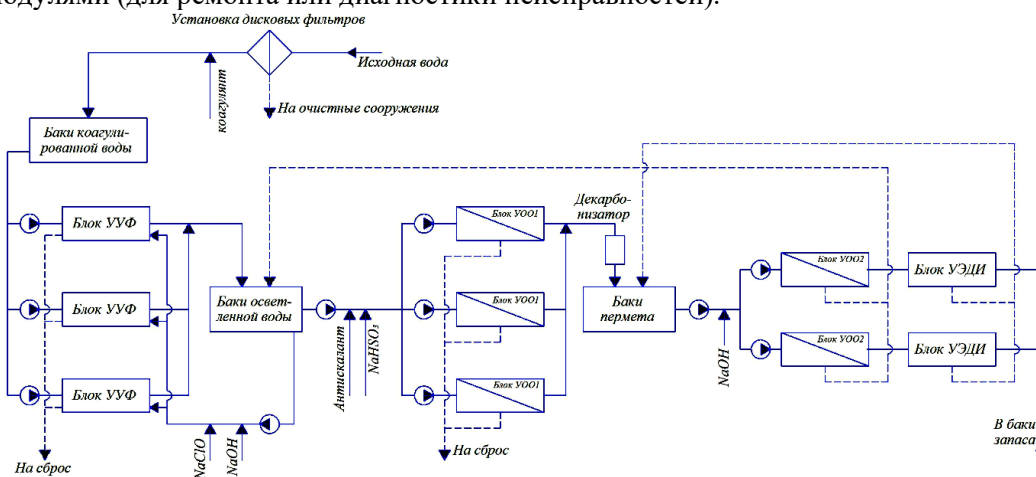 одулями (для ремонта или диагностики неисправностей).
Установка дисковых фильтров
Исходная вода
коагулянт
На очистные сооружения
Баки коагули-
рованной воды
Блок УУФ
Блок УУФ
Блок УУФ
На сброс
NaClO
NaOH
Баки освет-
ленной воды
Антискалант
NaHSO₃
Блок УОО1
Блок УОО1
Блок УОО1
На сброс
Декарбо-
низатор
Баки
пермета
NaOH
Блок УОО2
Блок УЭДИ
Блок УОО2
Блок УЭДИ
В баки
запаса